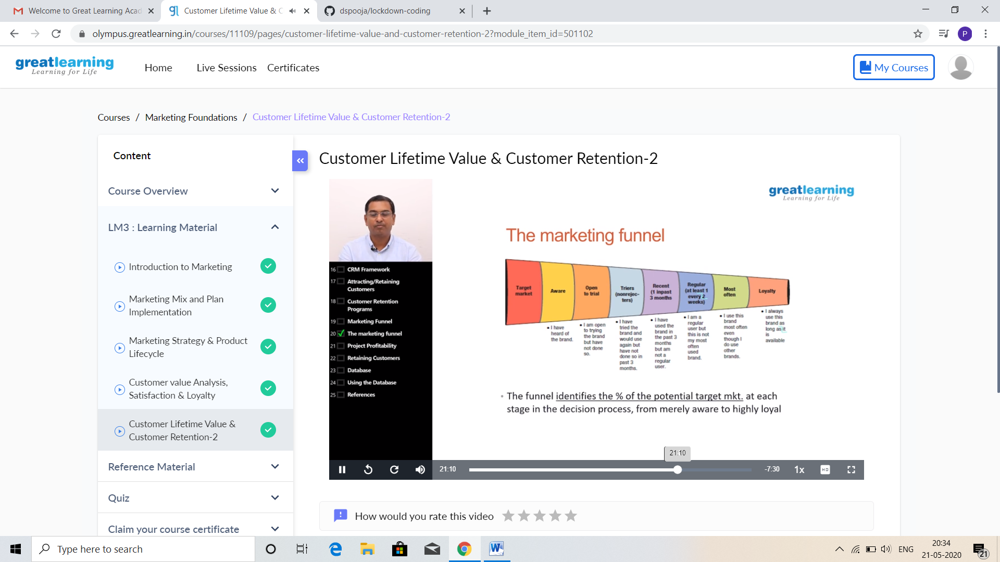 Welcome to Great Learning Acad
Customer Lifetime Value & C
dspooja/lockdown-coding
olympus.greatlearning.in/courses/11109/pages/customer-lifetime-value-and-customer-retention-2?module_item_id=501102
P
greatlearning
Learning for Life
Home
Live Sessions
Certificates
My Courses
Courses / Marketing Foundations / Customer Lifetime Value & Customer Retention-2
Content
Course Overview
LM3 : Learning Material
Introduction to Marketing
Marketing Mix and Plan
Implementation
Marketing Strategy & Product
Lifecycle
Customer value Analysis,
Satisfaction & Loyalty
Customer Lifetime Value &
Customer Retention-2
Reference Material
Quiz
Claim your course certificate
Customer Lifetime Value & Customer Retention-2
16 CRM Framework
17 Attracting/Retaining
Customers
18 Customer Retention
Programs
19 Marketing Funnel
20 The marketing funnel
21 Project Profitability
22 Retaining Customers
23 Database
24 Using the Database
25 References
greatlearning
Learning for Life
The marketing funnel
Target
market
Aware
Open
to trial
Triers
(nonrejec-
ters)
Recent
(1 inpast
3 months
Regular
(at least 1
every 2
weeks)
Most
often
Loyalty
• I have
heard of
the brand.
• I am open
to trying
the brand
but have
not done
so.
• I have
tried the
brand and
would use
again but
have not
done so in
past 3
months.
• I have
used the
brand in
the past 3
months
but am
not a
regular
user.
• I am a
regular
user but
this is not
my most
often
used
brand.
• I use this
brand
most often
even
though I
do use
other
brands.
• I always
use this
brand as
long as it
is
available
• The funnel identifies the % of the potential target mkt. at each
stage in the decision process, from merely aware to highly loyal
21:10
21:10
-7:30
1x
HD
How would you rate this video
Type here to search
ENG
20:34
21-05-2020
21